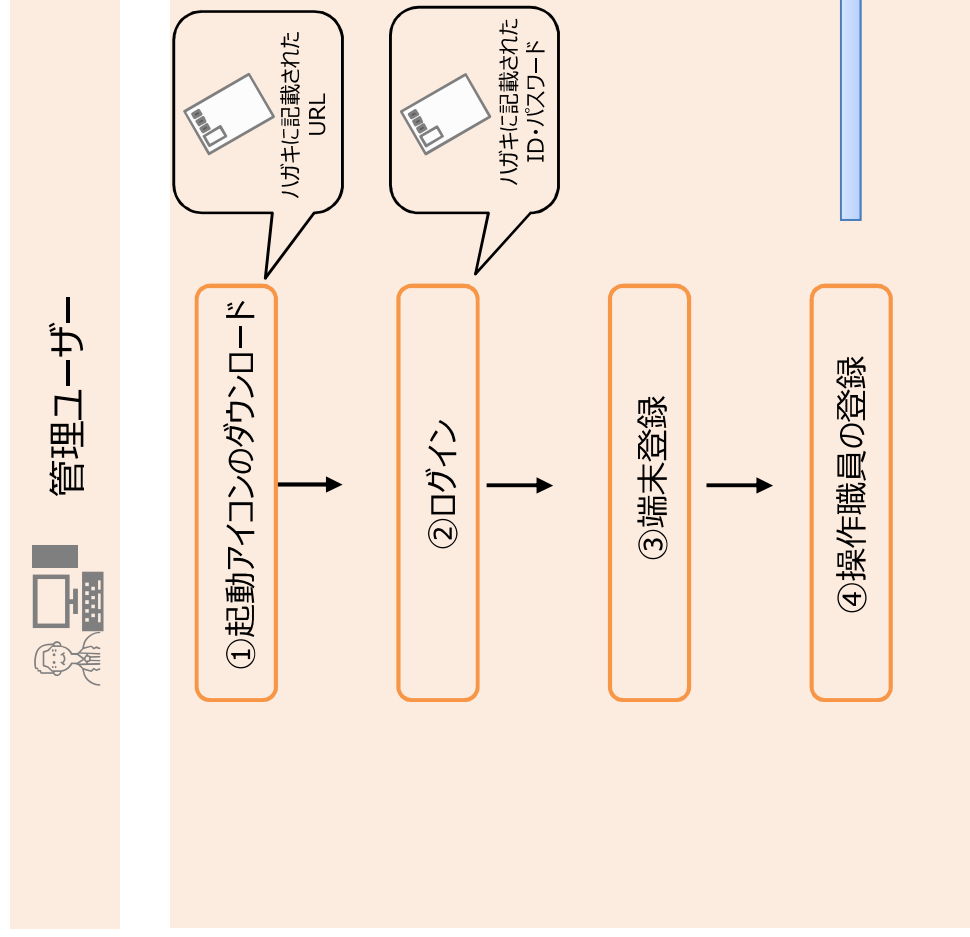 管理ユーザー
①起動アイコンのダウンロード
ハガキに記載された
URL
②ログイン
ハガキに記載された
ID・パスワード
③端末登録
④操作職員の登録